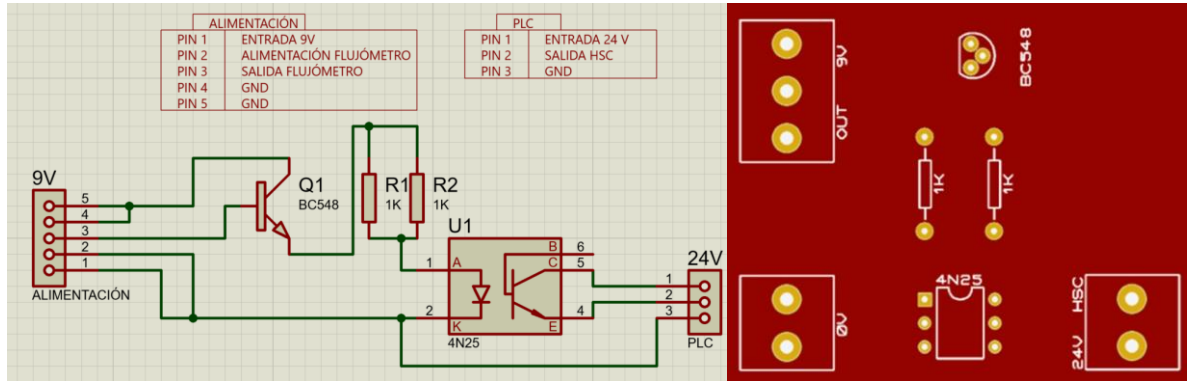 ALIMENTACIÓN
PIN 1 ENTRADA 9V
PIN 2 ALIMENTACIÓN FLUJÓMETRO
PIN 3 SALIDA FLUJÓMETRO
PIN 4 GND
PIN 5 GND
PLC
PIN 1 ENTRADA 24 V
PIN 2 SALIDA HSC
PIN 3 GND
9V
5
4
3
2
1
ALIMENTACIÓN
Q1
BC548
R1
1K
R2
1K
U1
1
2
A
K
B
C
E
6
5
4
4N25
24V
1
2
3
PLC
9V
OUT
BC548
1K
1K
0V
4N25
HSC
24V